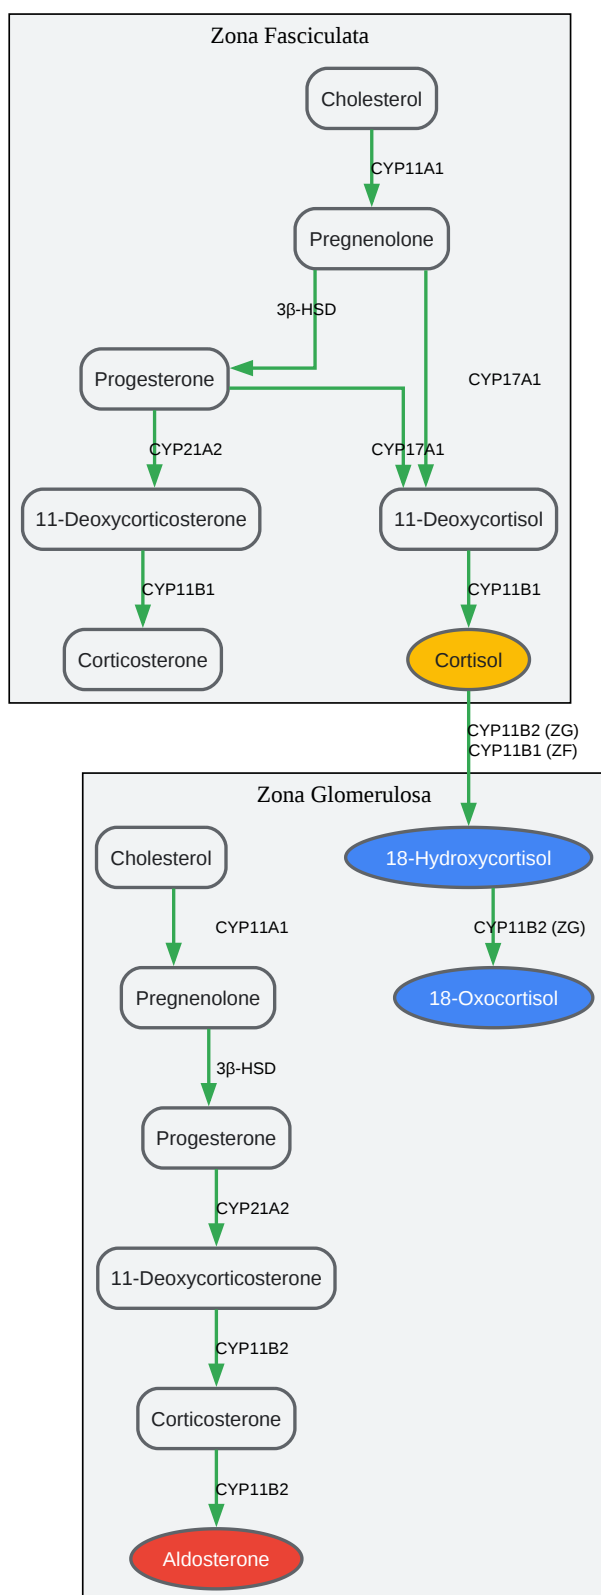 Zona Fasciculata
Cholesterol
CYP11A1
Pregnenolone
3β-HSD
Progesterone
CYP17A1
CYP21A2
CYP17A1
11-Deoxycorticosterone
11-Deoxycortisol
CYP11B1
CYP11B1
Corticosterone
Cortisol
CYP11B2 (ZG)
CYP11B1 (ZF)
Zona Glomerulosa
Cholesterol
18-Hydroxycortisol
CYP11A1
CYP11B2 (ZG)
Pregnenolone
18-Oxocortisol
3β-HSD
Progesterone
CYP21A2
11-Deoxycorticosterone
CYP11B2
Corticosterone
CYP11B2
Aldosterone